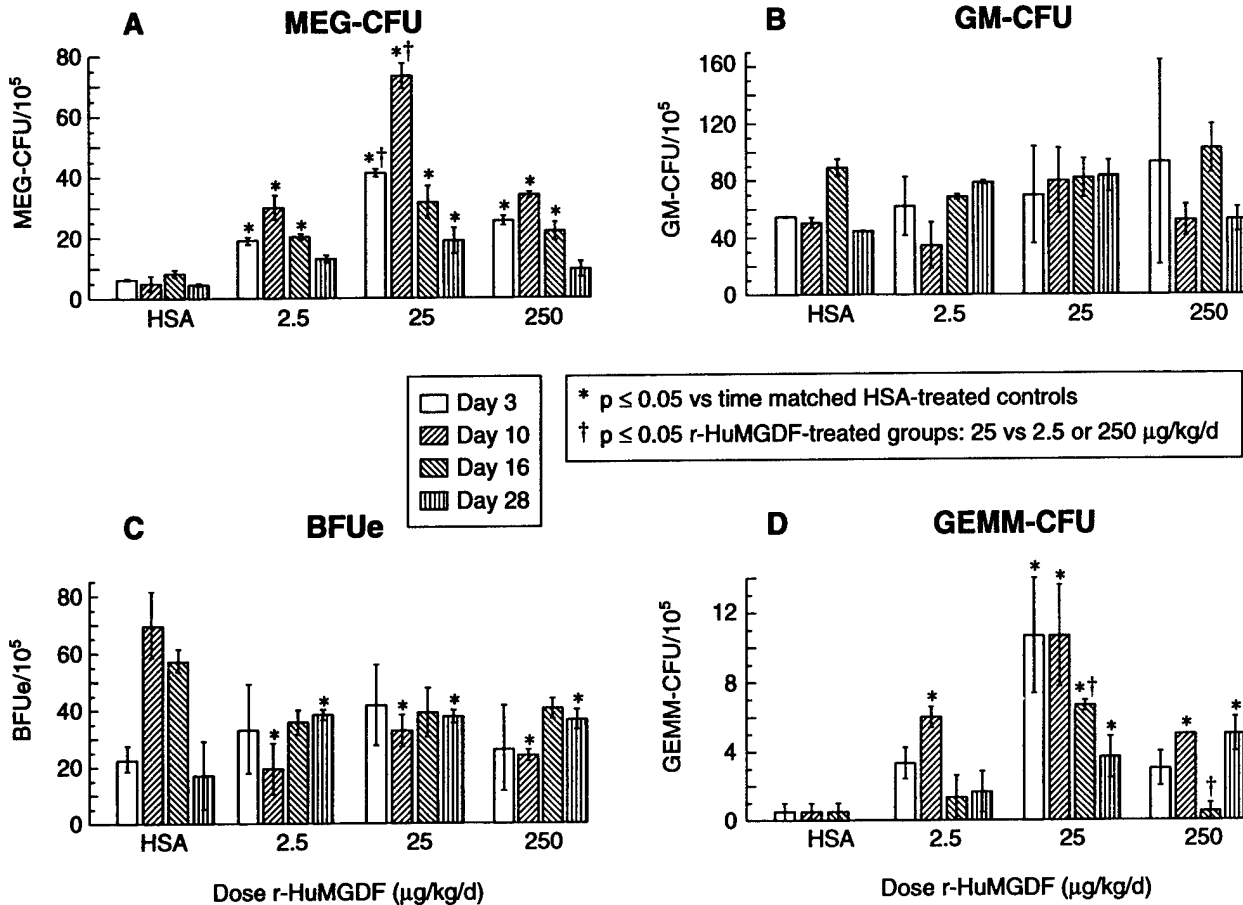 A MEG-CFU
MEG-CFU/10⁵
80
60
40
20
0
*†
*†
* * *
* *
* * *
HSA 2.5 25 250
B GM-CFU
GM-CFU/10⁵
160
120
80
40
0
HSA 2.5 25 250
Day 3
Day 10
Day 16
Day 28
* p ≤ 0.05 vs time matched HSA-treated controls
† p ≤ 0.05 r-HuMGDF-treated groups: 25 vs 2.5 or 250 μg/kg/d
C BFUe
BFUe/10⁵
80
60
40
20
0
* * * * * *
HSA 2.5 25 250
Dose r-HuMGDF (μg/kg/d)
D GEMM-CFU
GEMM-CFU/10⁵
12
8
4
0
* * * *† * * † *
HSA 2.5 25 250
Dose r-HuMGDF (μg/kg/d)